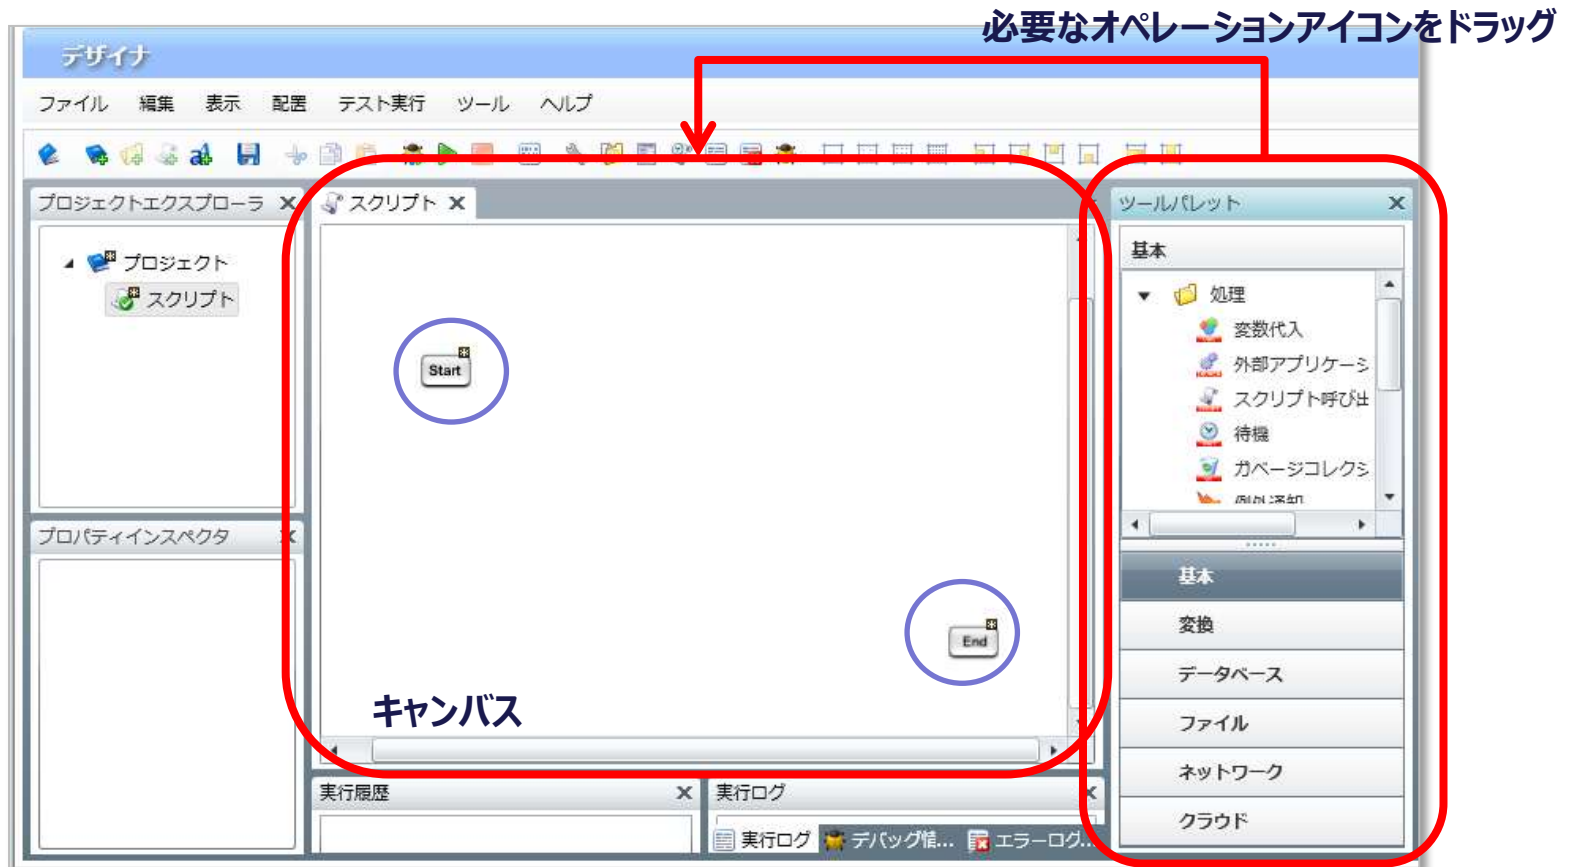 必要なオペレーションアイコンをドラッグ
デザイナ
ファイル 編集 表示 配置 テスト実行 ツール ヘルプ
プロジェクトエクスプローラ
プロジェクト
スクリプト
プロパティインスペクタ
スクリプト
Start
End
キャンバス
実行履歴
実行ログ
実行ログ デバッグ情... エラーログ...
ツールパレット
基本
処理
変数代入
外部アプリケーシ
スクリプト呼び出
待機
ガベージコレクシ
例外通知
基本
変換
データベース
ファイル
ネットワーク
クラウド